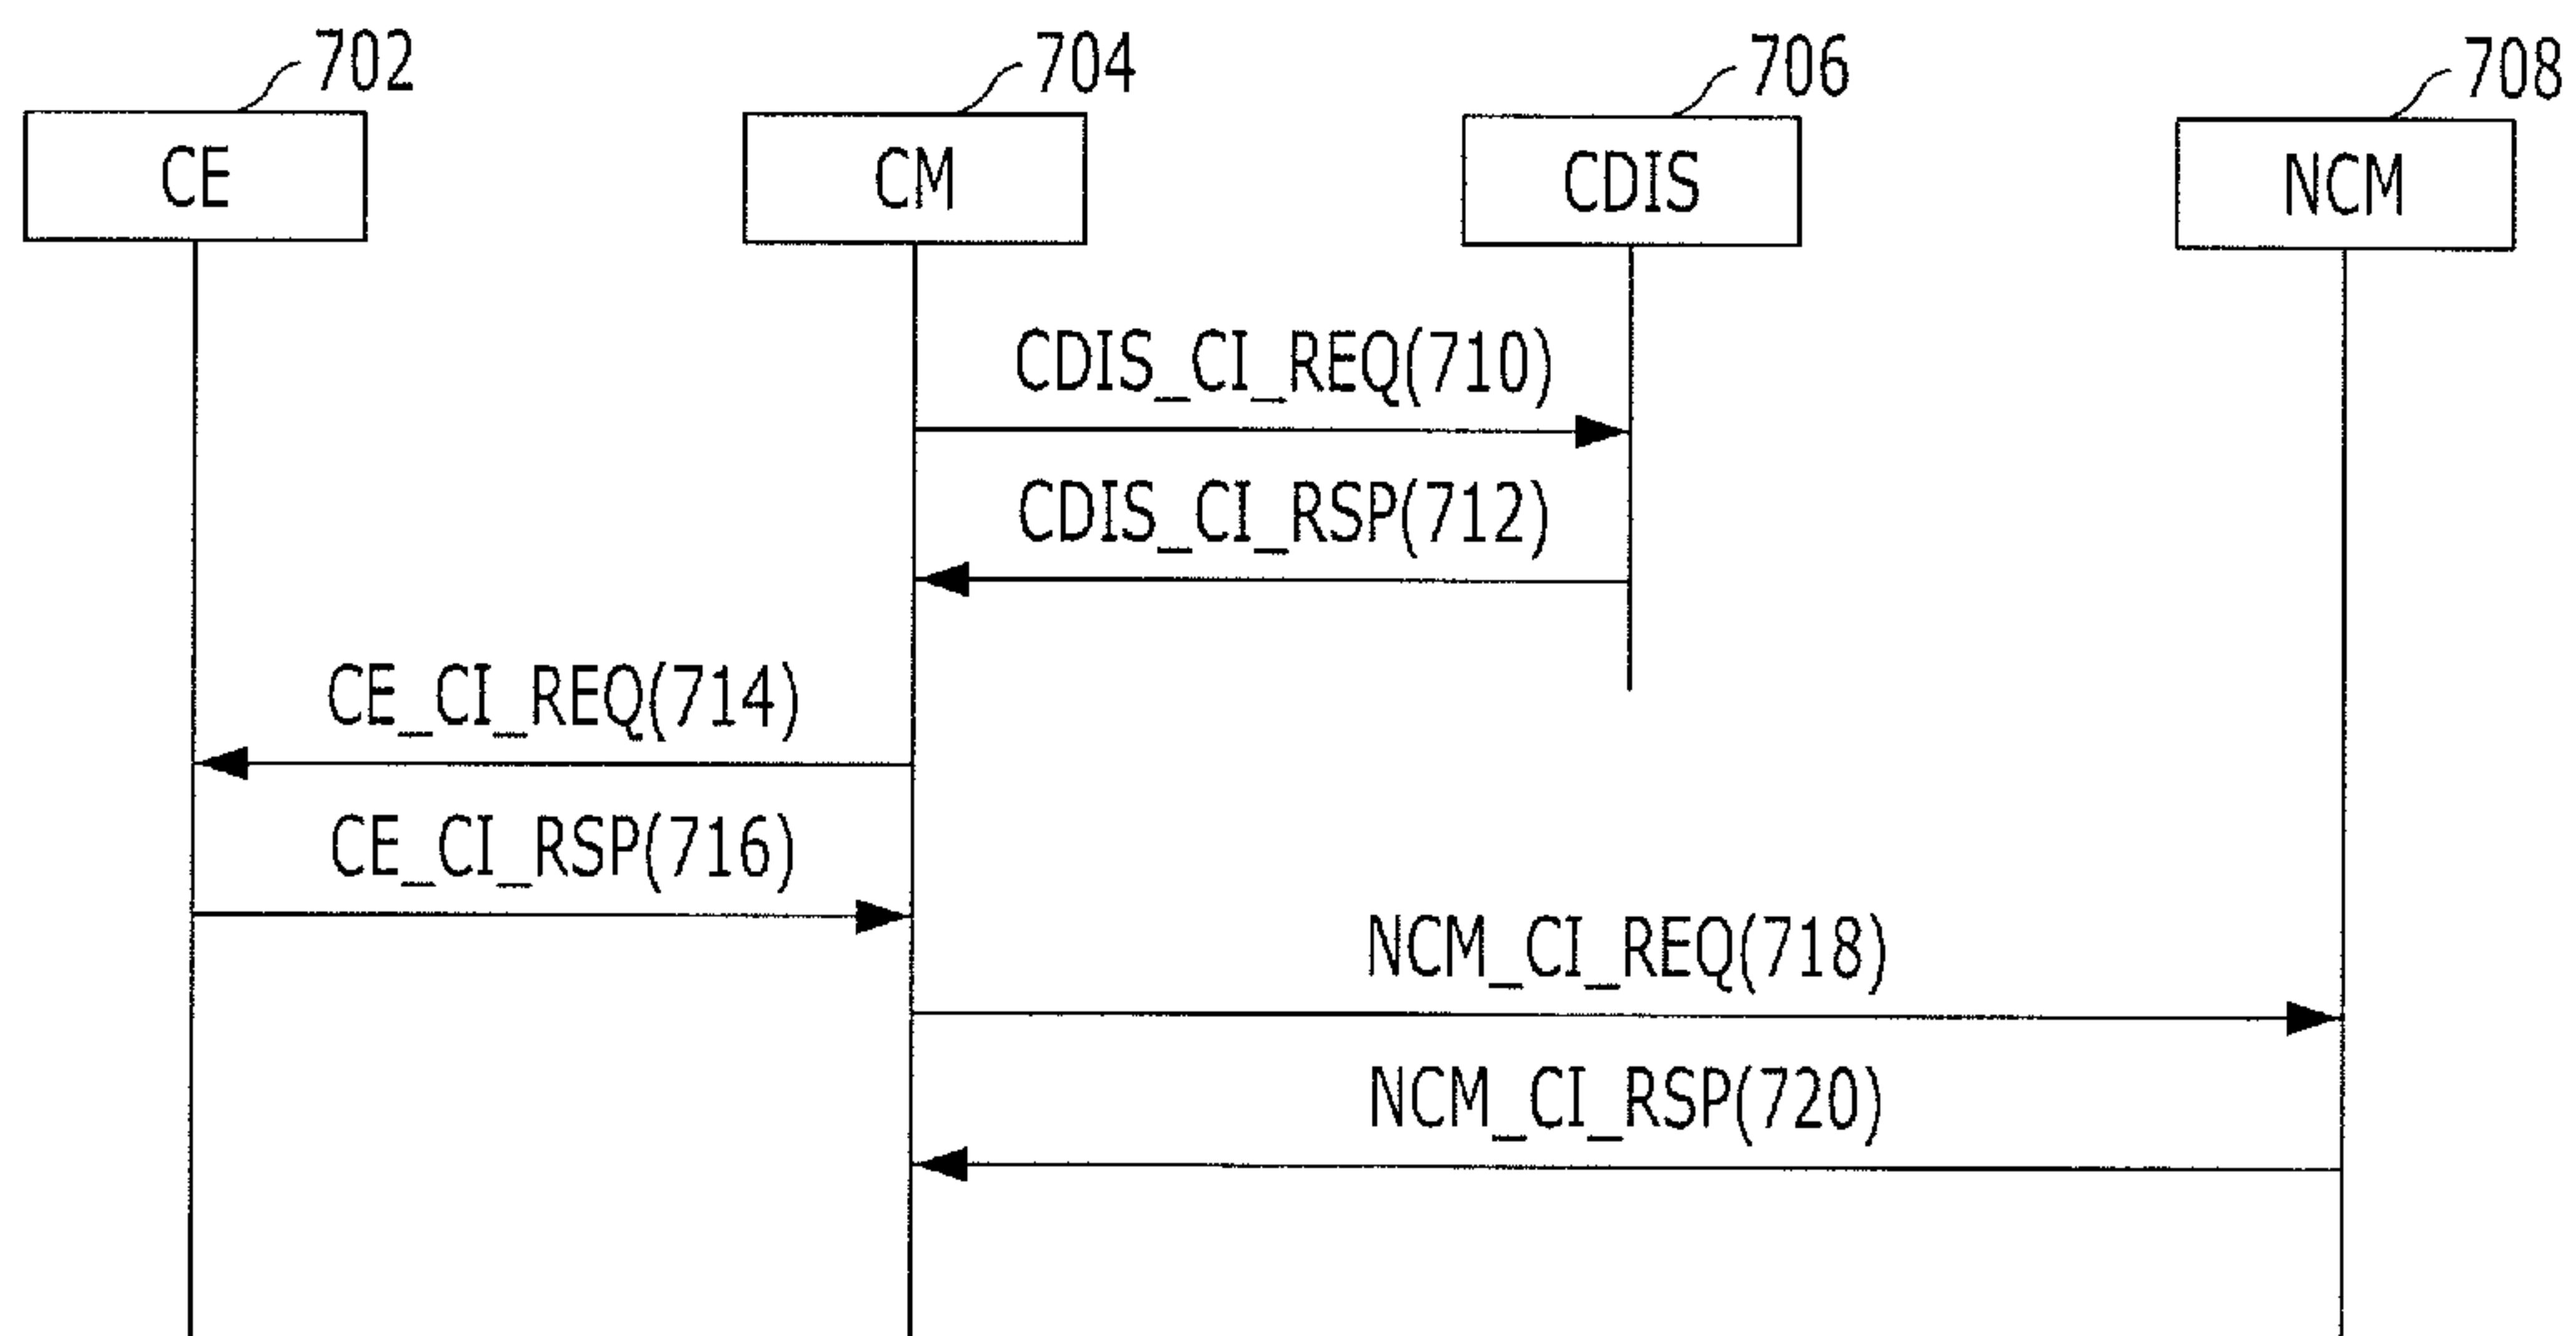 702
704
706
708
CE
CM
CDIS
NCM
CDIS_CI_REQ(710)
CDIS_CI_RSP(712)
CE_CI_REQ(714)
CE_CI_RSP(716)
NCM_CI_REQ(718)
NCM_CI_RSP(720)